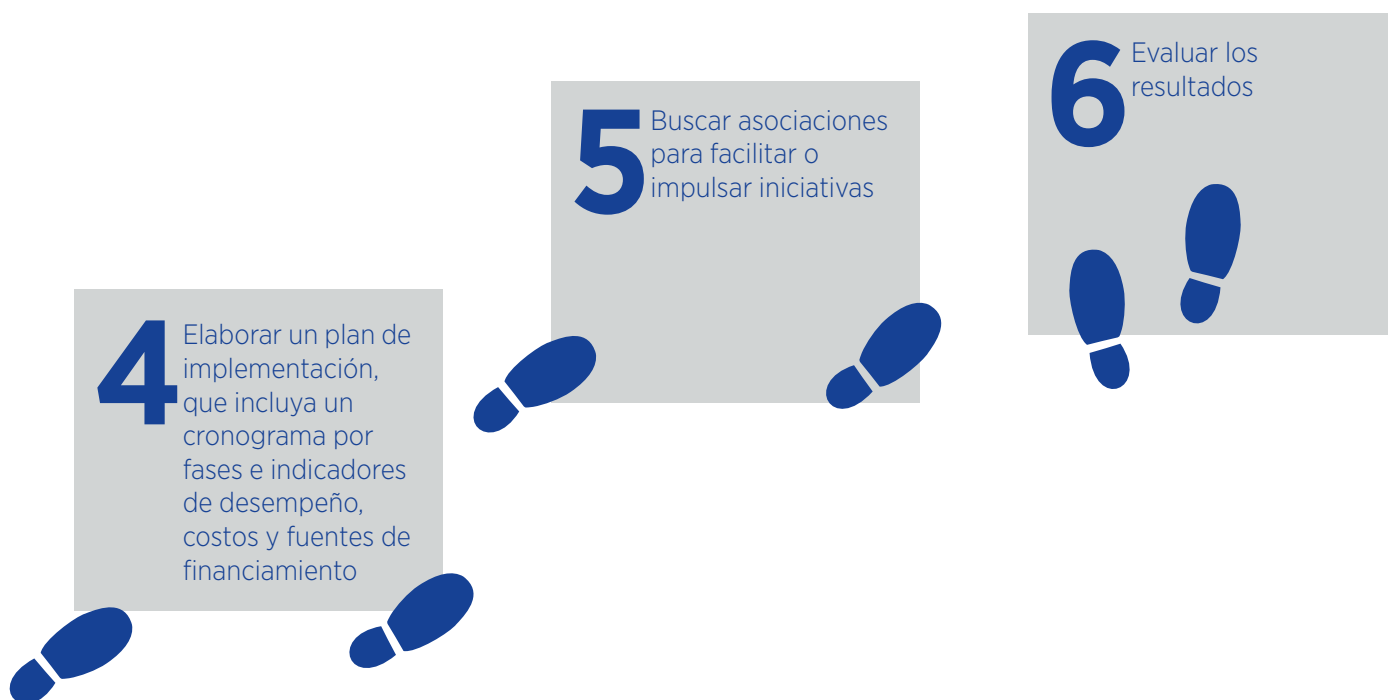 4
Elaborar un plan de
implementación,
que incluya un
cronograma por
fases e indicadores
de desempeño,
costos y fuentes de
financiamiento
5
Buscar asociaciones
para facilitar o
impulsar iniciativas
6
Evaluar los
resultados